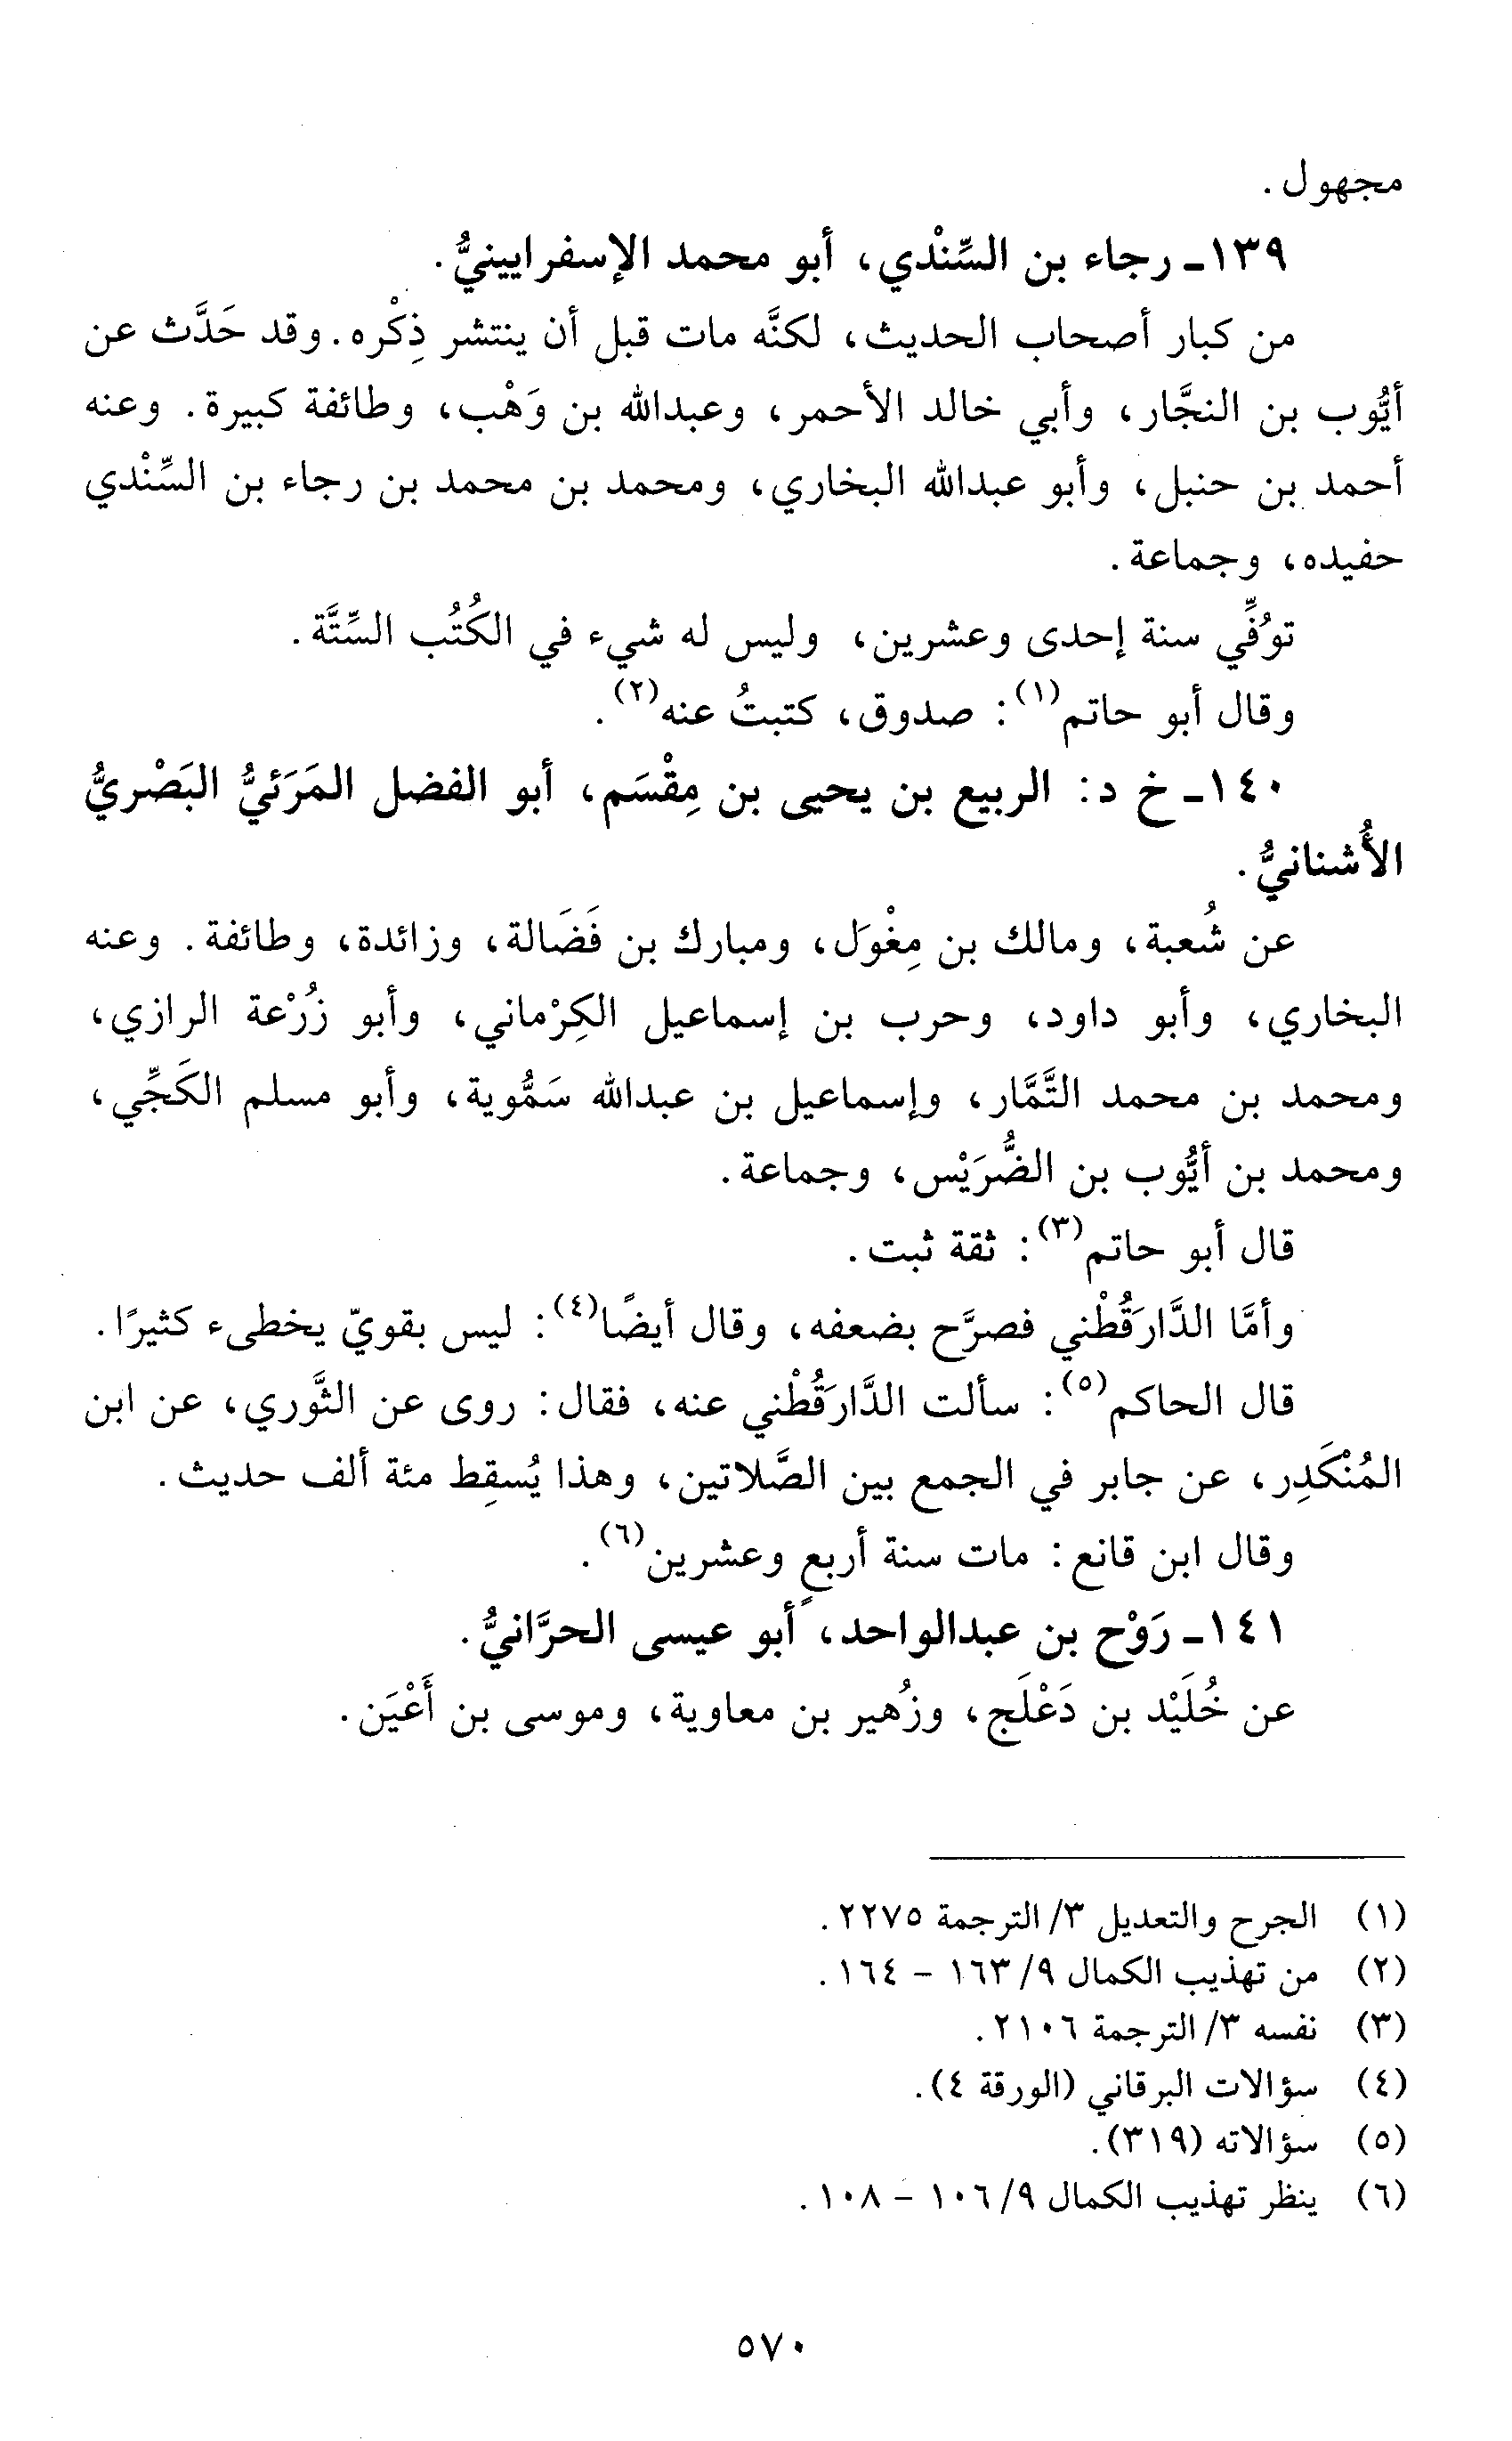 مجهول.
١٣٩ـ رجاء بن السِّنْدي، أبو محمد الإسفرايينيُّ.
من كبار أصحاب الحديث، لكنَّه مات قبل أن ينتشر ذِكْره. وقد حَدَّث عن
أيُّوب بن النجَّار، وأبي خالد الأحمر، وعبدالله بن وَهْب، وطائفة كبيرة. وعنه
أحمد بن حنبل، وأبو عبدالله البخاري، ومحمد بن محمد بن رجاء بن السِّنْدي
حفيده، وجماعة.
توُفِّي سنة إحدى وعشرين، وليس له شيء في الكُتُب السِّتَّة.
وقال أبو حاتم(١): صدوق، كتبتُ عنه(٢).
١٤٠ـ خ د: الربيع بن يحيى بن مِقْسَم، أبو الفضل المَرَئيُّ البَصْريُّ
الأُشنانيُّ.
عن شُعبة، ومالك بن مِغْوَل، ومبارك بن فَضَالة، وزائدة، وطائفة. وعنه
البخاري، وأبو داود، وحرب بن إسماعيل الكِرْماني، وأبو زُرْعة الرازي،
ومحمد بن محمد التَّمَّار، وإسماعيل بن عبدالله سَمُّوية، وأبو مسلم الكَجِّي،
ومحمد بن أيُّوب بن الضُّرَيْس، وجماعة.
قال أبو حاتم(٣): ثقة ثبت.
وأمَّا الدَّارَقُطْني فصرَّح بضعفه، وقال أيضًا(٤): ليس بقويّ يخطىء كثيرًا.
قال الحاكم(٥): سألت الدَّارَقُطْني عنه، فقال: روى عن الثَّوري، عن ابن
المُنْكَدِر، عن جابر في الجمع بين الصَّلاتين، وهذا يُسقِط مئة ألف حديث.
وقال ابن قانع: مات سنة أربعٍ وعشرين(٦).
١٤١ـ رَوْح بن عبدالواحد، أبو عيسى الحرَّانيُّ.
عن خُلَيْد بن دَعْلَج، وزُهير بن معاوية، وموسى بن أَعْيَن.
(١) الجرح والتعديل ٣/ الترجمة ٢٢٧٥.
(٢) من تهذيب الكمال ٩/ ١٦٣ - ١٦٤.
(٣) نفسه ٣/ الترجمة ٢١٠٦.
(٤) سؤالات البرقاني (الورقة ٤).
(٥) سؤالاته (٣١٩).
(٦) ينظر تهذيب الكمال ٩/ ١٠٦ - ١٠٨.
٥٧٠